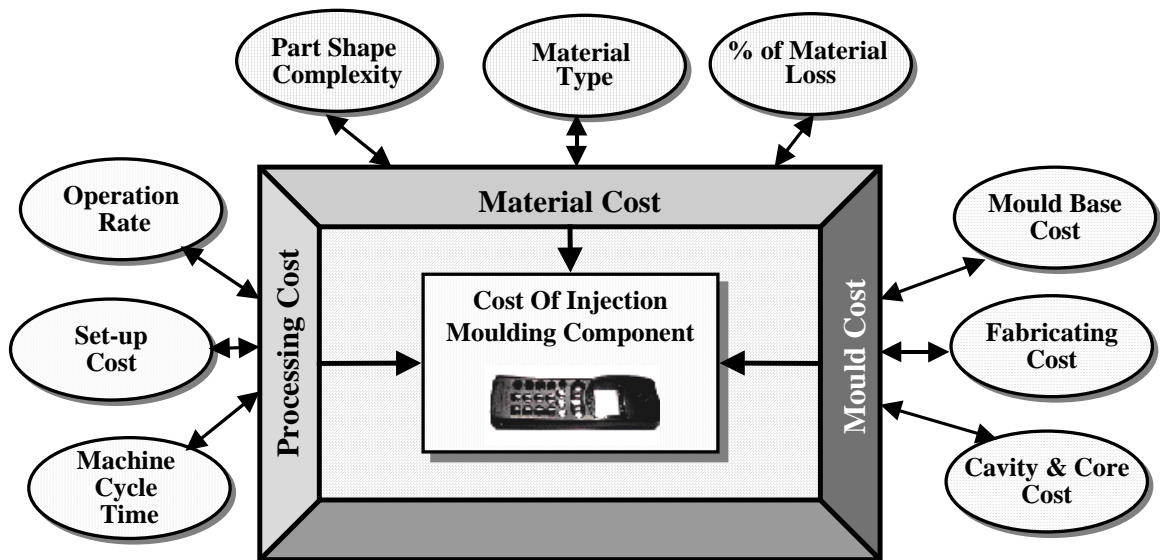 Part Shape
Complexity
Material
Type
% of Material
Loss
Operation
Rate
Set-up
Cost
Machine
Cycle
Time
Processing Cost
Material Cost
Cost Of Injection
Moulding Component
Mould Cost
Mould Base
Cost
Fabricating
Cost
Cavity & Core
Cost